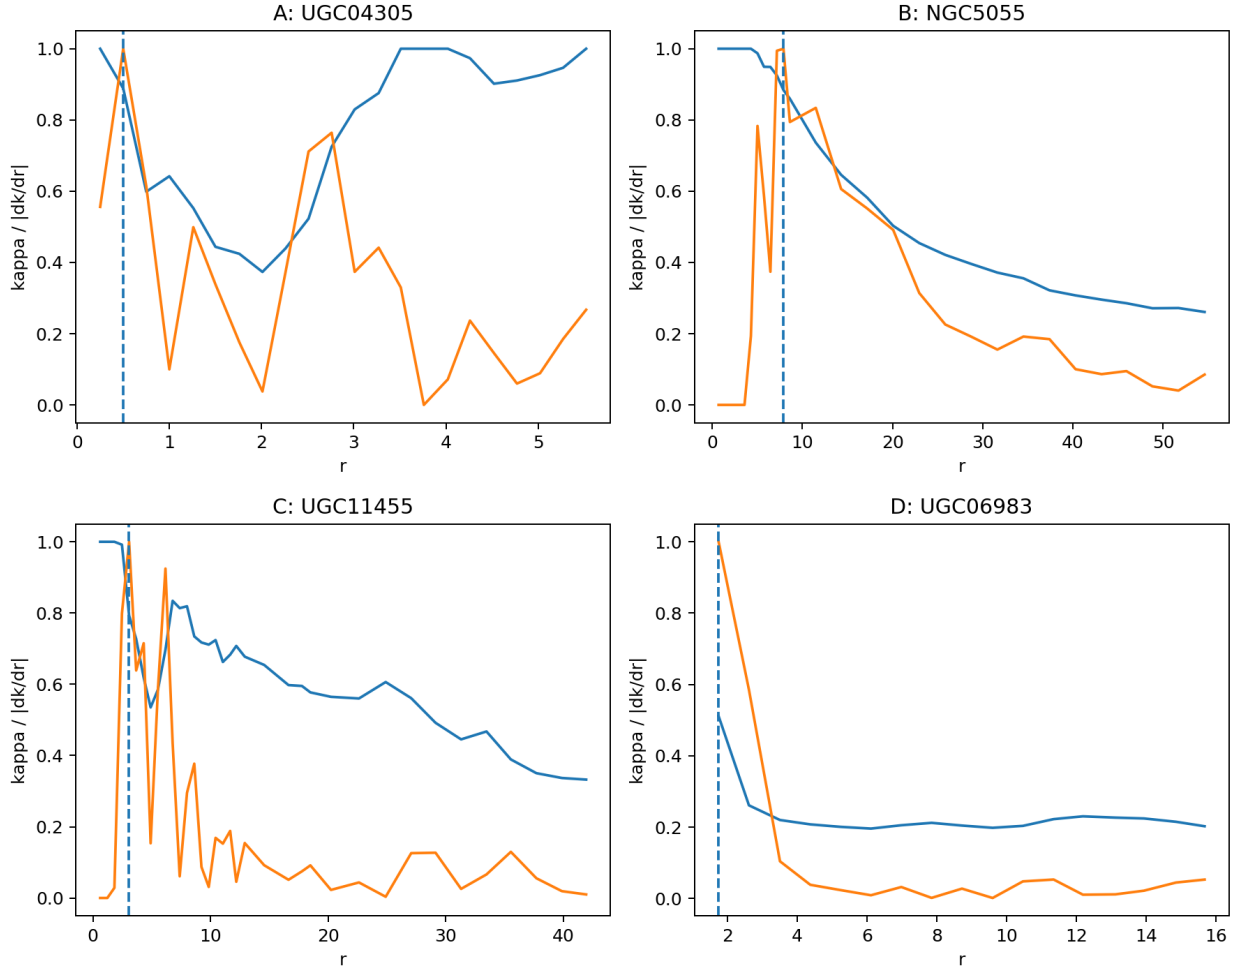 A: UGC04305
kappa / |dk/dr|
1.0
0.8
0.6
0.4
0.2
0.0
0 1 2 3 4 5
r
B: NGC5055
kappa / |dk/dr|
1.0
0.8
0.6
0.4
0.2
0.0
0 10 20 30 40 50
r
C: UGC11455
kappa / |dk/dr|
1.0
0.8
0.6
0.4
0.2
0.0
0 10 20 30 40
r
D: UGC06983
kappa / |dk/dr|
1.0
0.8
0.6
0.4
0.2
0.0
2 4 6 8 10 12 14 16
r